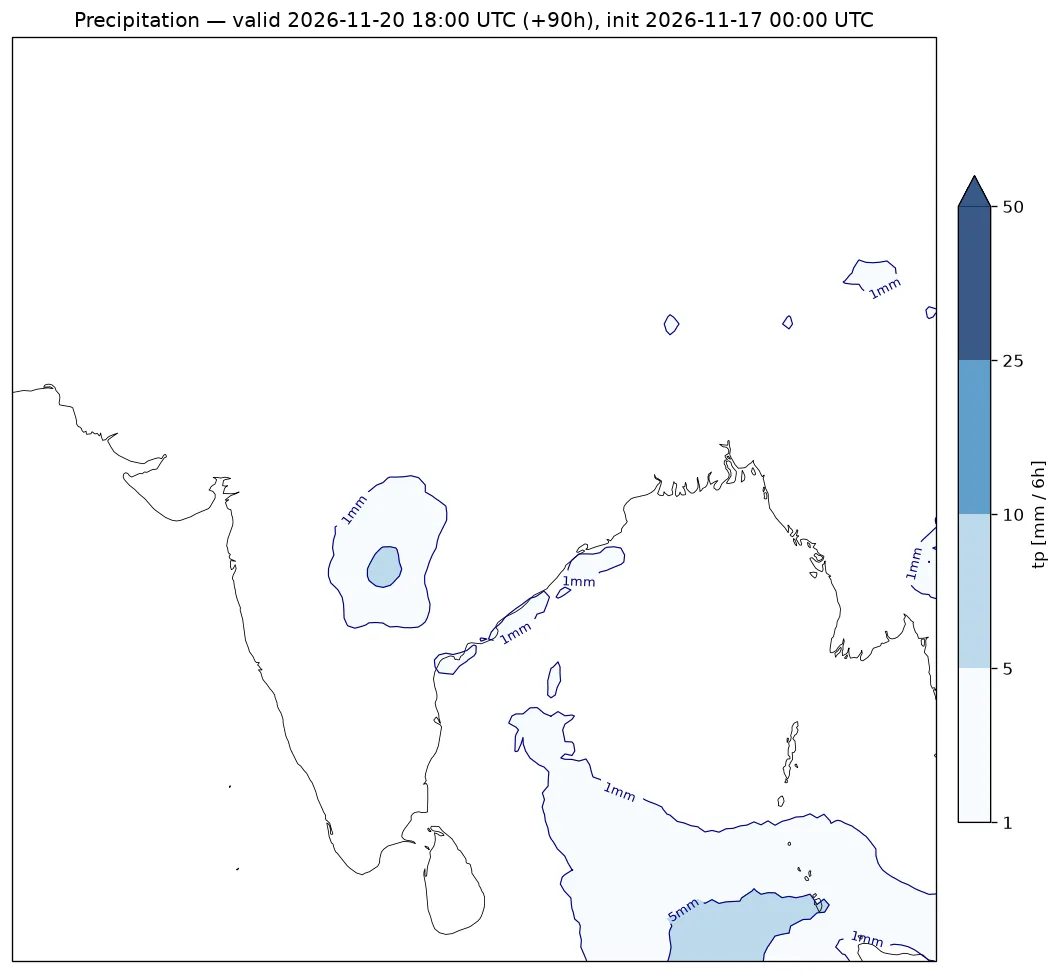 Precipitation — valid 2026-11-20 18:00 UTC (+90h), init 2026-11-17 00:00 UTC
50
1mm
25
1mm
10
1mm
1mm
tp [mm / 6h]
1mm
5
1mm
1
5mm
1mm